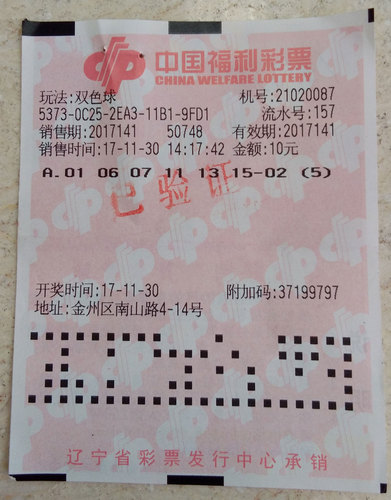 中国福利彩票
CHINA WELFARE LOTTERY
玩法:双色球 机号:21020087
5373-0C25-2EA3-11B1-9FD1 流水号:157
销售期:2017141 50748 有效期:2017141
销售时间:17-11-30 14:17:42 金额:10元
A.01 06 07 11 13 15-02 (5)
已验证
开奖时间:17-11-30 附加码:37199797
地址:金州区南山路4-14号
辽宁省彩票发行中心承销